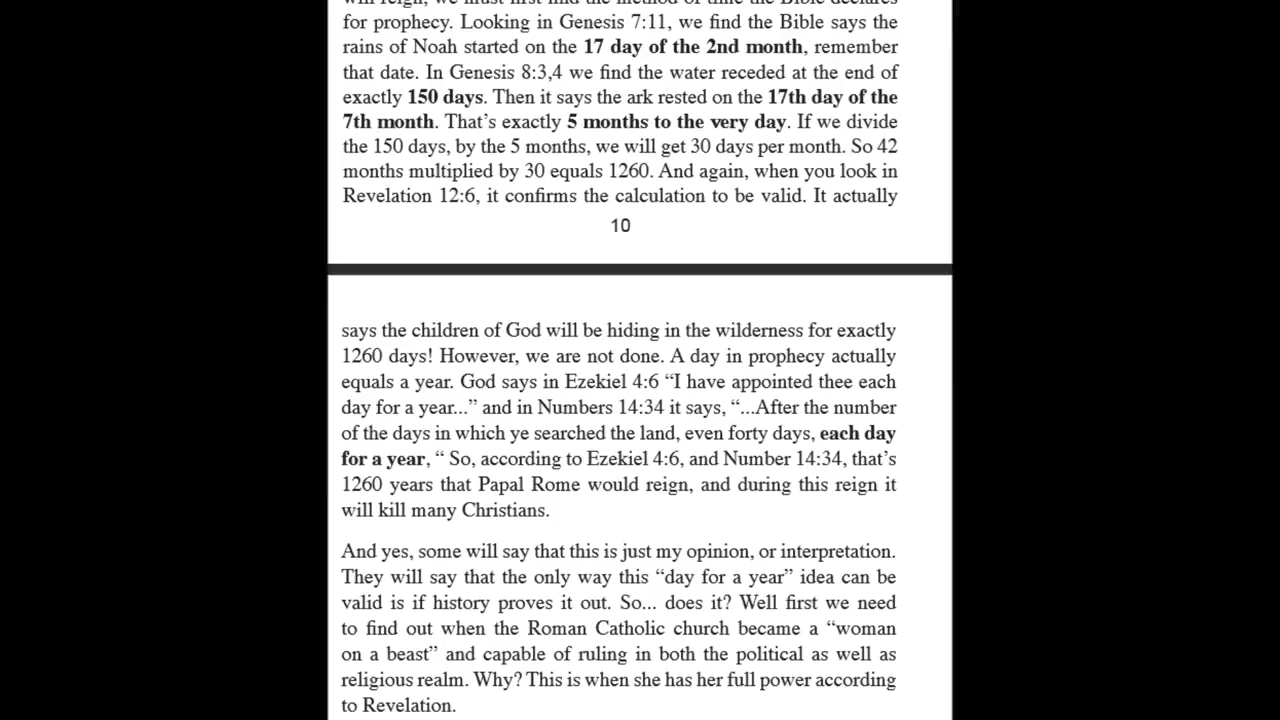 will reign, we must first find the method of time the Bible declares
for prophecy. Looking in Genesis 7:11, we find the Bible says the
rains of Noah started on the 17 day of the 2nd month, remember
that date. In Genesis 8:3,4 we find the water receded at the end of
exactly 150 days. Then it says the ark rested on the 17th day of the
7th month. That's exactly 5 months to the very day. If we divide
the 150 days, by the 5 months, we will get 30 days per month. So 42
months multiplied by 30 equals 1260. And again, when you look in
Revelation 12:6, it confirms the calculation to be valid. It actually
10
says the children of God will be hiding in the wilderness for exactly
1260 days! However, we are not done. A day in prophecy actually
equals a year. God says in Ezekiel 4:6 “I have appointed thee each
day for a year...” and in Numbers 14:34 it says, “...After the number
of the days in which ye searched the land, even forty days, each day
for a year, “ So, according to Ezekiel 4:6, and Number 14:34, that's
1260 years that Papal Rome would reign, and during this reign it
will kill many Christians.
And yes, some will say that this is just my opinion, or interpretation.
They will say that the only way this “day for a year” idea can be
valid is if history proves it out. So... does it? Well first we need
to find out when the Roman Catholic church became a “woman
on a beast” and capable of ruling in both the political as well as
religious realm. Why? This is when she has her full power according
to Revelation.